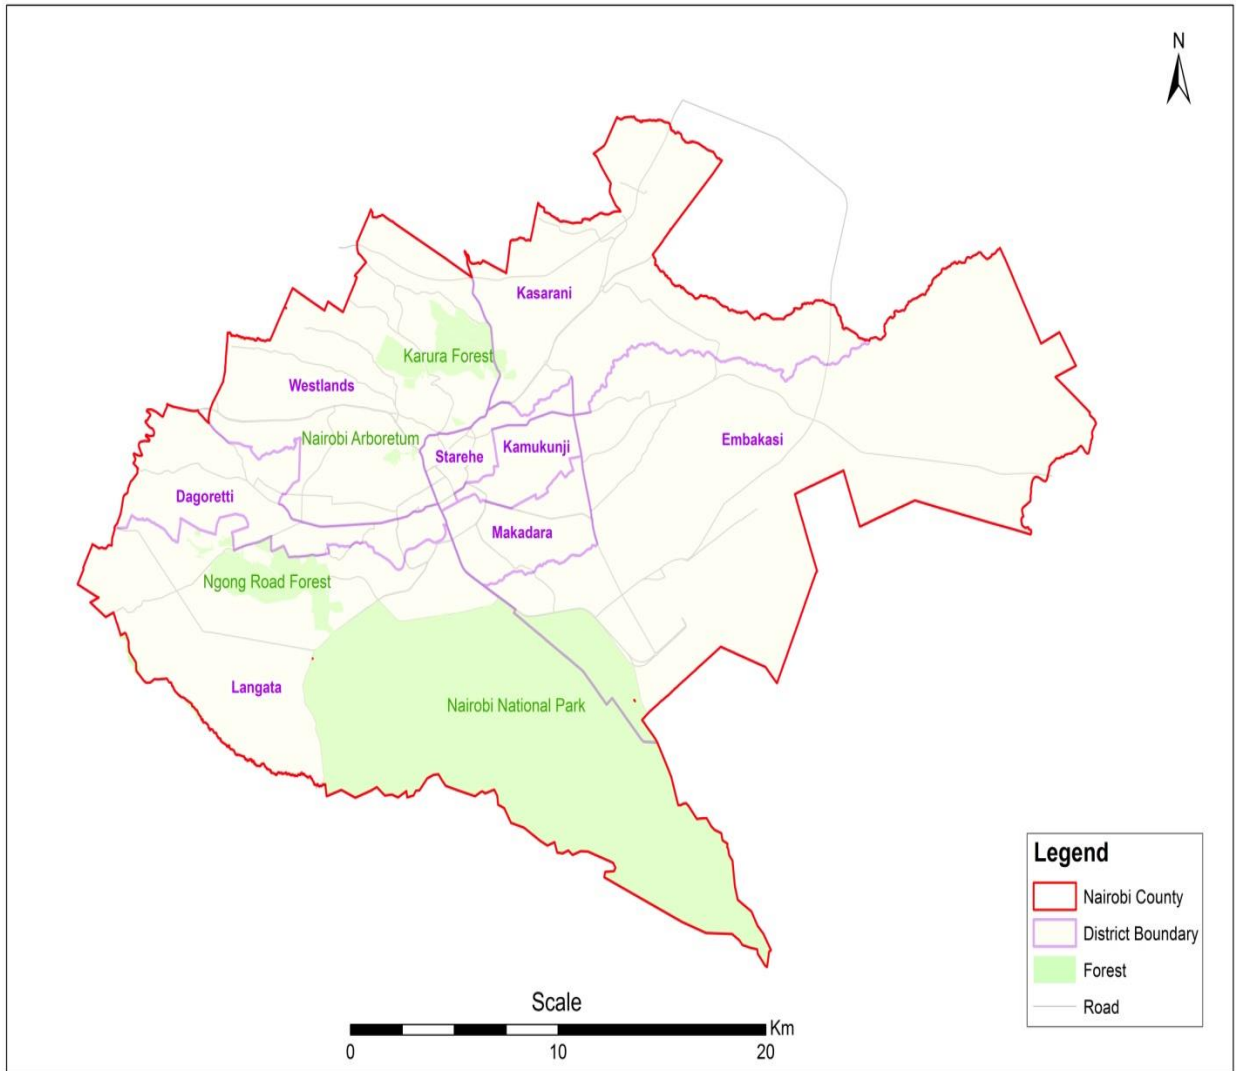 N
Kasarani
Karura Forest
Westlands
Nairobi Arboretum
Starehe
Kamukunji
Embakasi
Dagoretti
Makadara
Ngong Road Forest
Langata
Nairobi National Park
Legend
Nairobi County
District Boundary
Forest
Road
Scale
Km
0 10 20